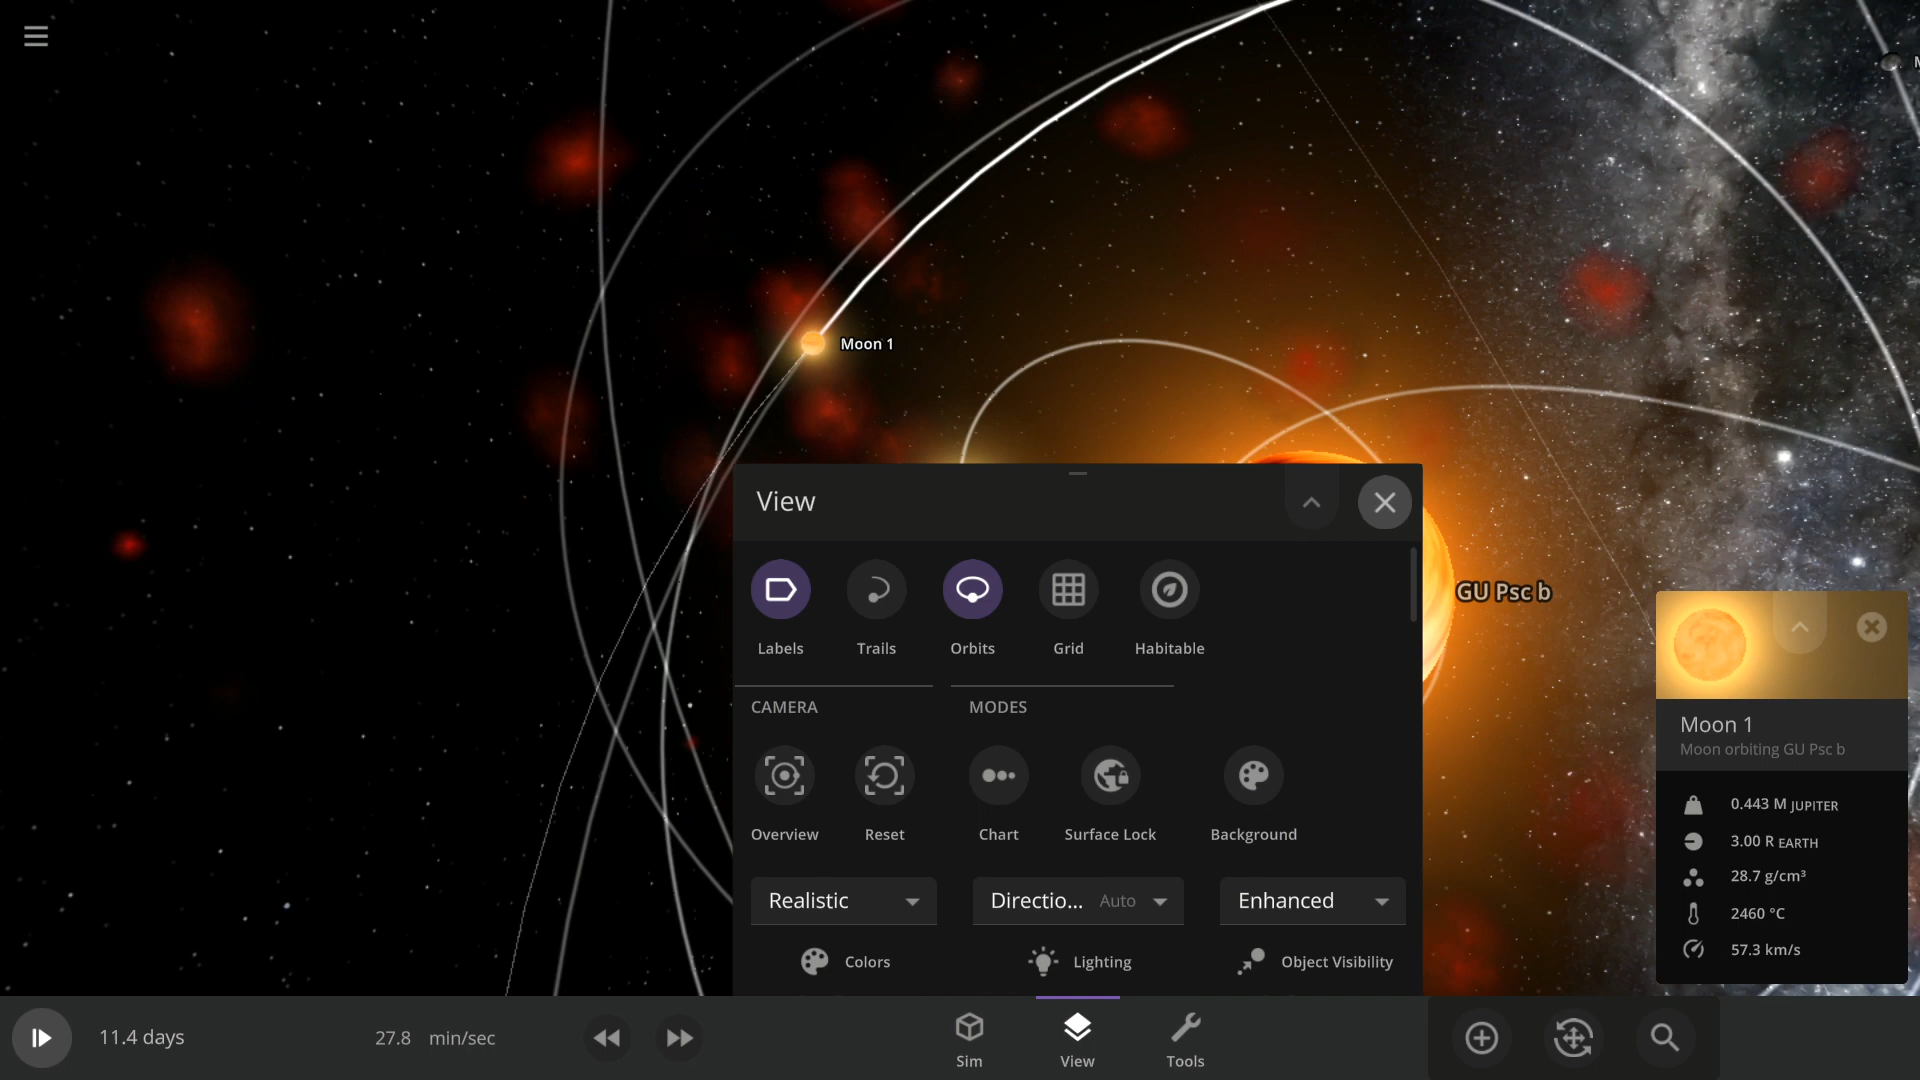 Moon 1
View
GU Psc b
Labels
Trails
Orbits
Grid
Habitable
CAMERA
MODES
Overview
Reset
Chart
Surface Lock
Background
Realistic
Directio... Auto
Enhanced
Colors
Lighting
Object Visibility
Moon 1
Moon orbiting GU Psc b
0.443 M JUPITER
3.00 R EARTH
28.7 g/cm³
2460 °C
57.3 km/s
11.4 days
27.8 min/sec
Sim
View
Tools